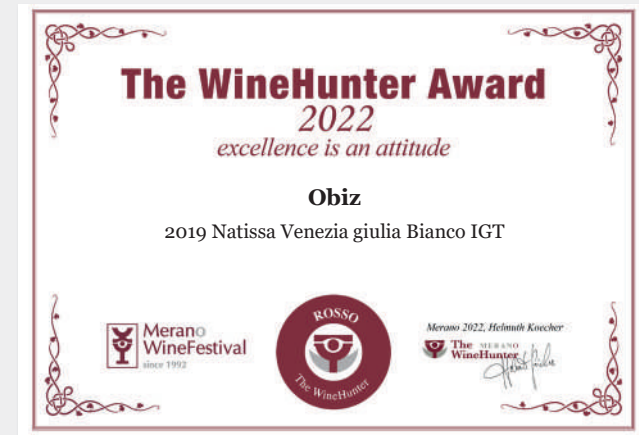 The WineHunter Award
2022
excellence is an attitude
Obiz
2019 Natissa Venezia giulia Bianco IGT
Merano
WineFestival
since 1992
ROSSO
The WineHunter
Merano 2022, Helmuth Koecher
The MERANO
WineHunter